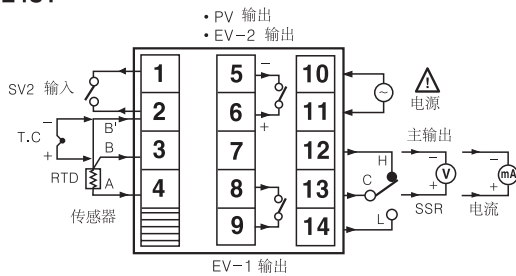 • PV 输出
• EV-2 输出
1 5 10
SV2 输入
2 6 11
电源
T.C
B'
B
3 7 12
主输出
RTD
A
4 8 13
H
C
L
V
mA
SSR
电流
传感器
9 14
EV-1 输出